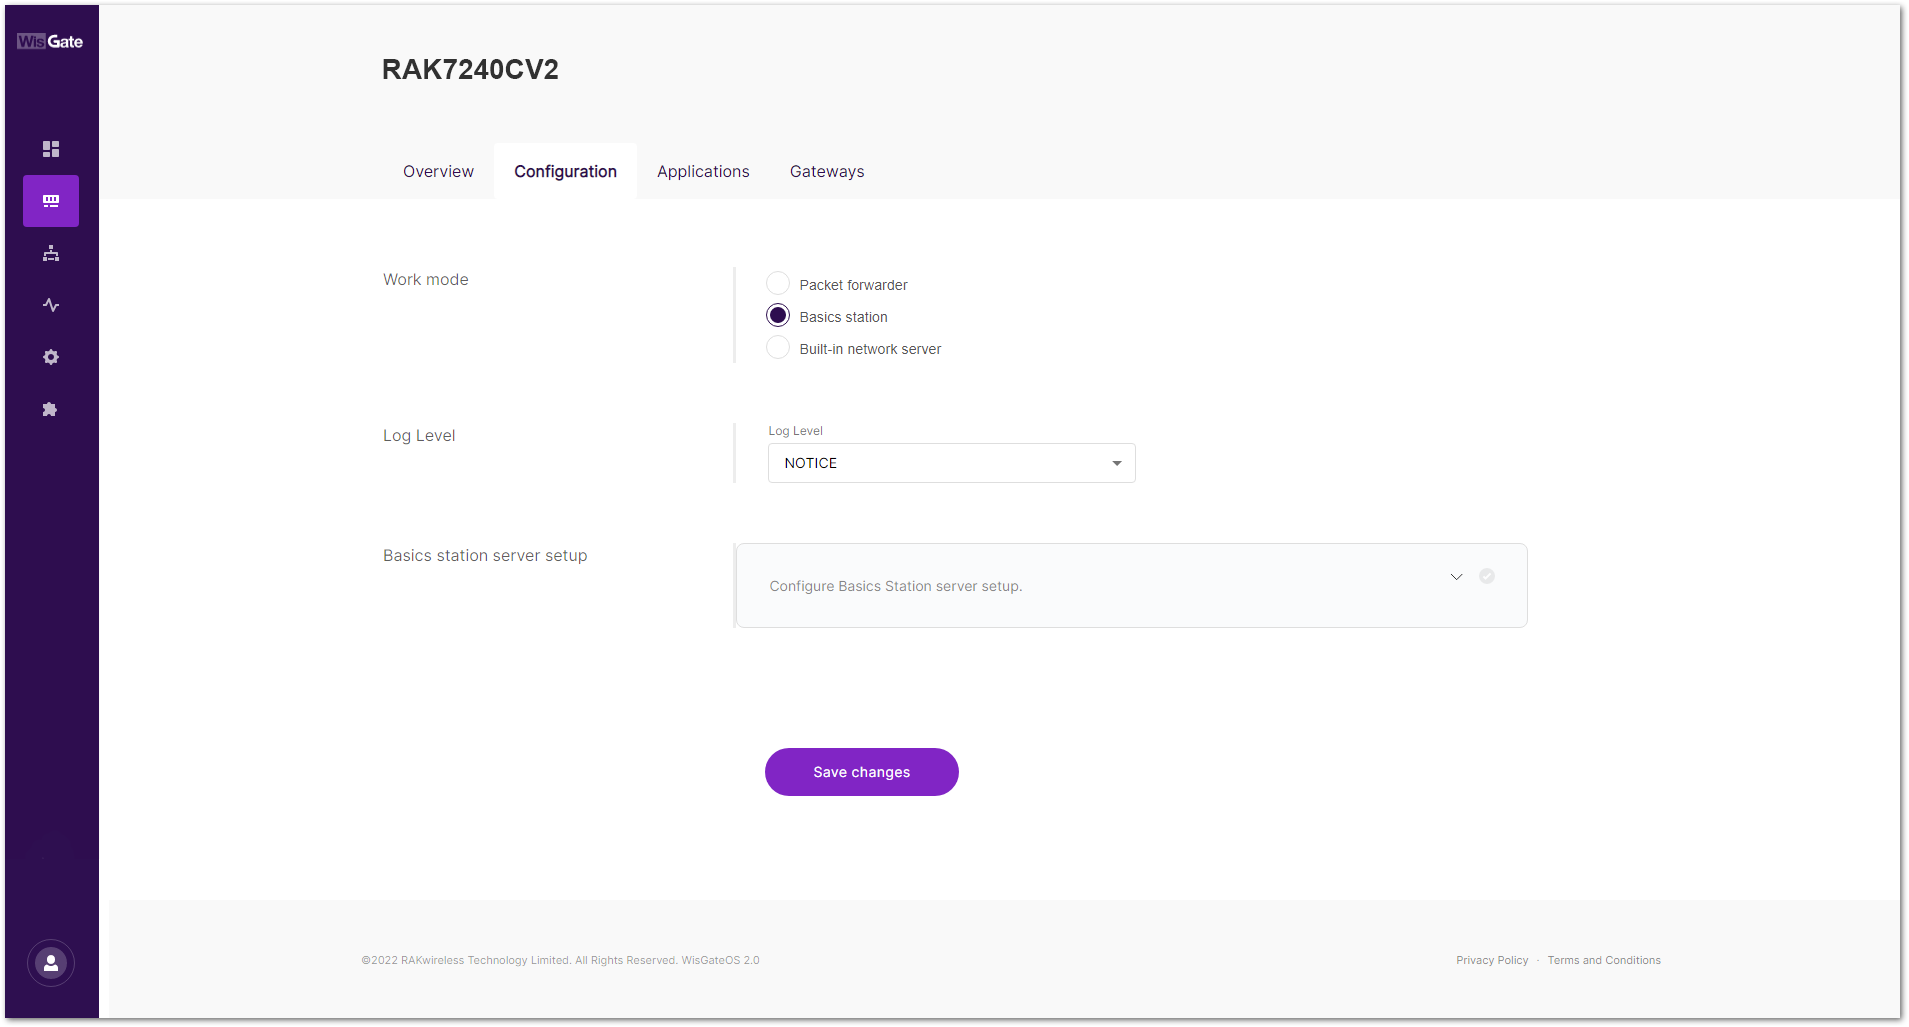 WisGate
RAK7240CV2
Overview Configuration Applications Gateways
Work mode
Packet forwarder
Basics station
Built-in network server
Log Level
Log Level
NOTICE
Basics station server setup
Configure Basics Station server setup.
Save changes
©2022 RAKwireless Technology Limited. All Rights Reserved. WisGateOS 2.0
Privacy Policy · Terms and Conditions